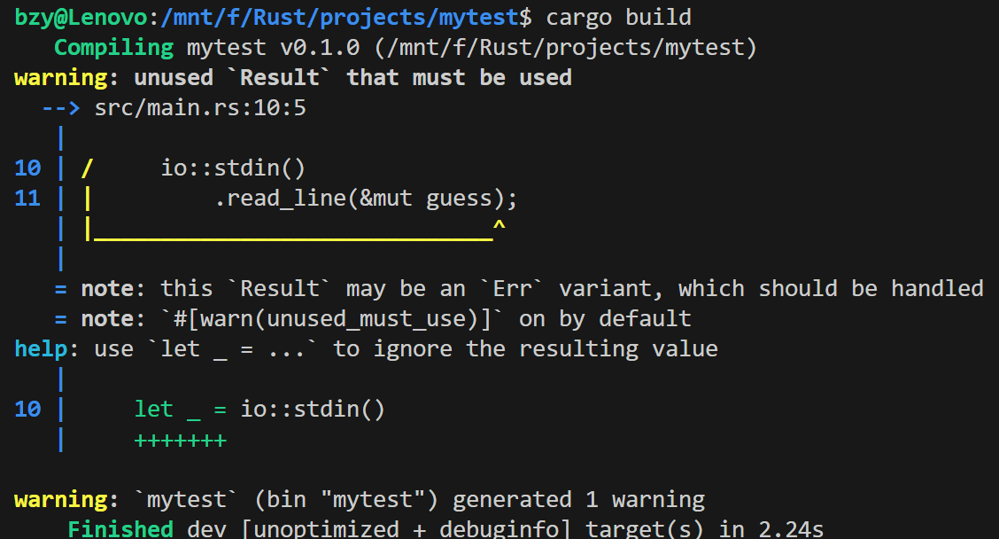 bzy@Lenovo:/mnt/f/Rust/projects/mytest$ cargo build
   Compiling mytest v0.1.0 (/mnt/f/Rust/projects/mytest)
warning: unused `Result` that must be used
  --> src/main.rs:10:5
   |
10 | /     io::stdin()
11 | |         .read_line(&mut guess);
   | |______________________________^
   |
   = note: this `Result` may be an `Err` variant, which should be handled
   = note: `#[warn(unused_must_use)]` on by default
help: use `let _ = ...` to ignore the resulting value
   |
10 |     let _ = io::stdin()
   |     +++++++

warning: `mytest` (bin "mytest") generated 1 warning
    Finished dev [unoptimized + debuginfo] target(s) in 2.24s